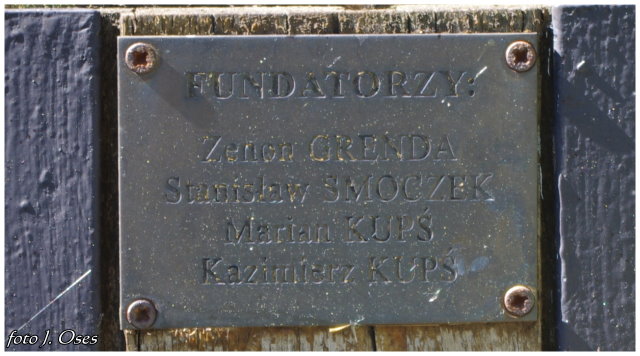 FUNDATORZY:
Zenon GRENDA
Stanisław SMOCZEK
Marian KUPŚ
Kazimierz KUPŚ
foto J. Oses